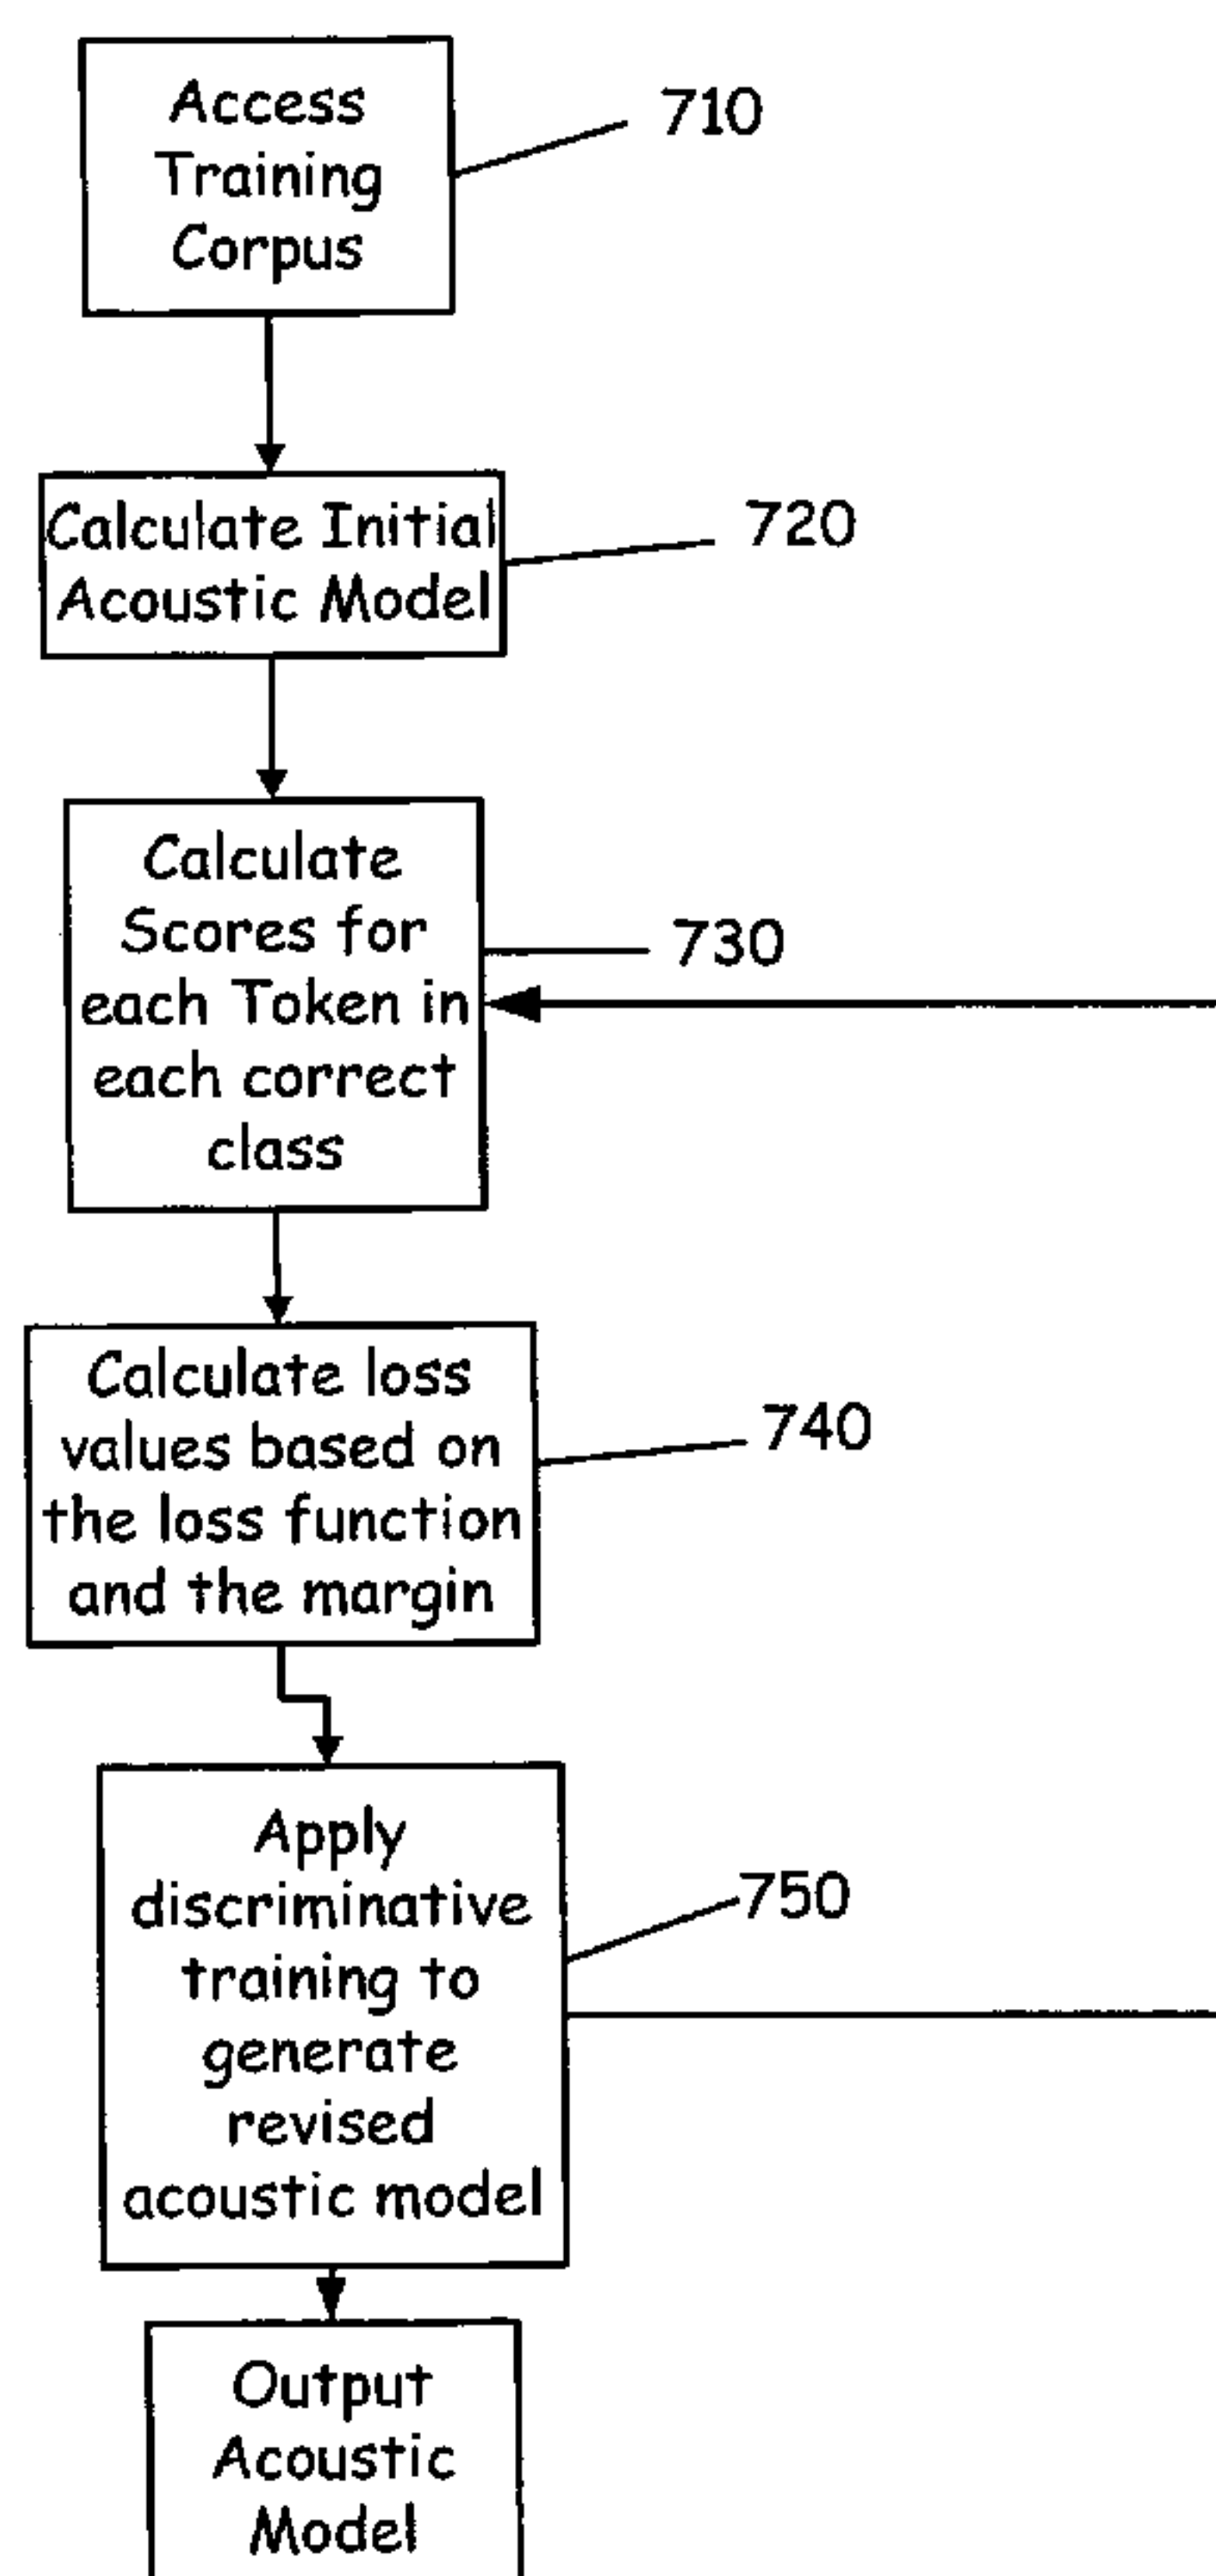 Access
Training
Corpus
710
Calculate Initial
Acoustic Model
720
Calculate
Scores for
each Token in
each correct
class
730
Calculate loss
values based on
the loss function
and the margin
740
Apply
discriminative
training to
generate
revised
acoustic model
750
Output
Acoustic
Model